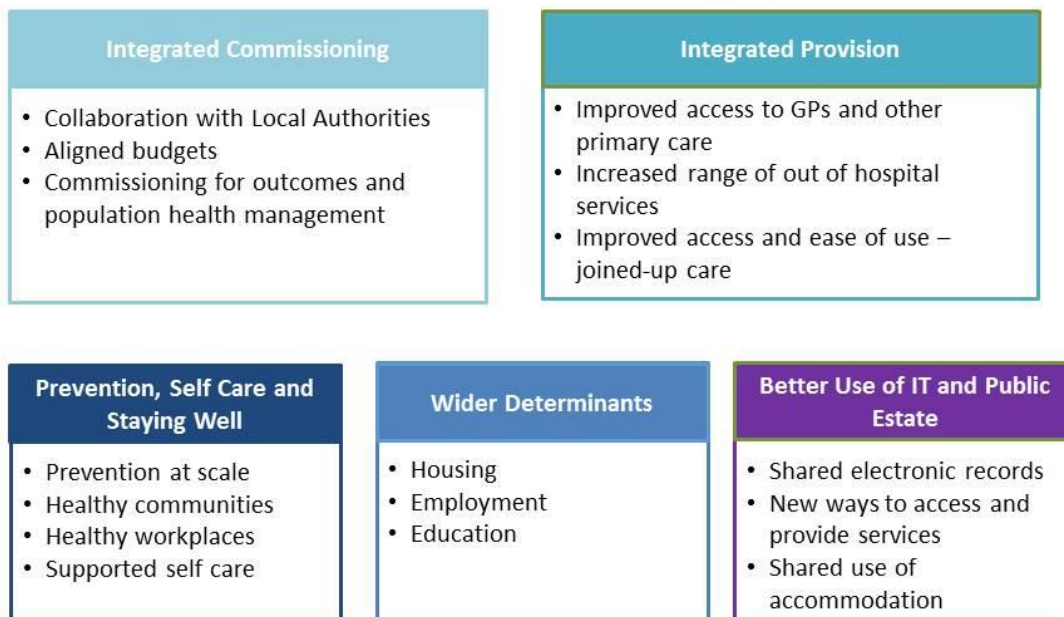 Integrated Commissioning
• Collaboration with Local Authorities
• Aligned budgets
• Commissioning for outcomes and
population health management
Integrated Provision
• Improved access to GPs and other
primary care
• Increased range of out of hospital
services
• Improved access and ease of use –
joined-up care
Prevention, Self Care and
Staying Well
• Prevention at scale
• Healthy communities
• Healthy workplaces
• Supported self care
Wider Determinants
• Housing
• Employment
• Education
Better Use of IT and Public
Estate
• Shared electronic records
• New ways to access and
provide services
• Shared use of
accommodation